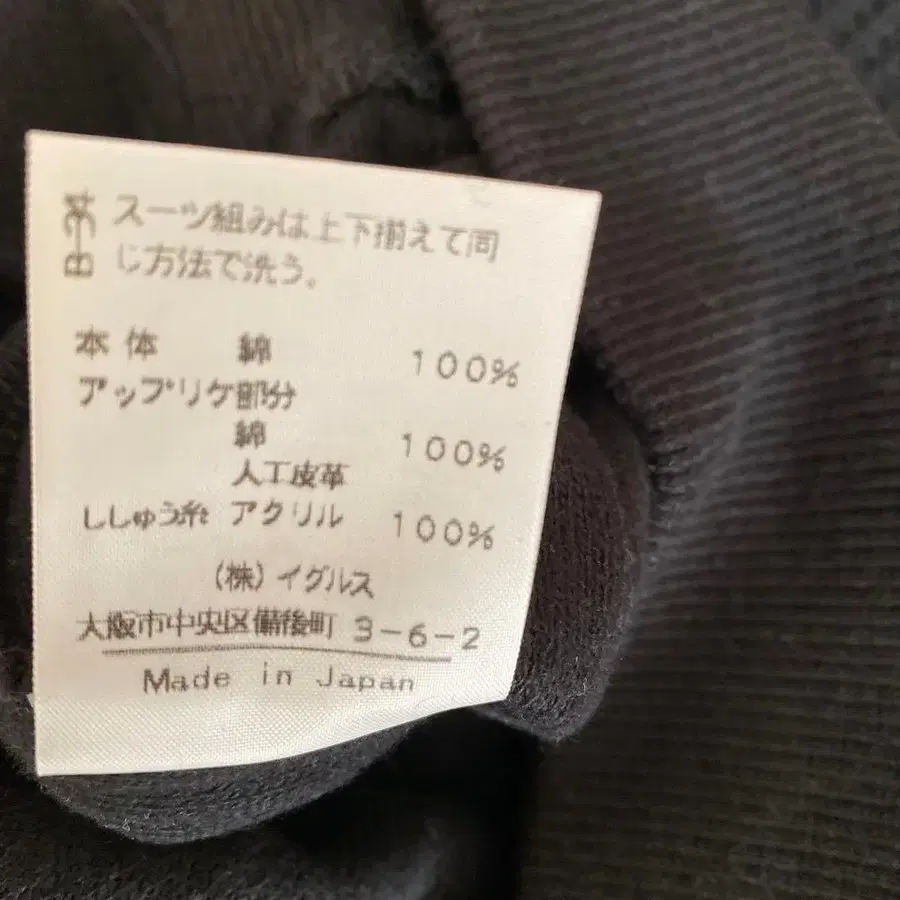 スーツ組みは上下揃えて同
じ方法で洗う。
本体 綿 100%
アップリケ部分
綿 100%
人工皮革
ししゅう糸 アクリル 100%
(株)イグルス
大阪市中央区備後町 3-6-2
Made in Japan